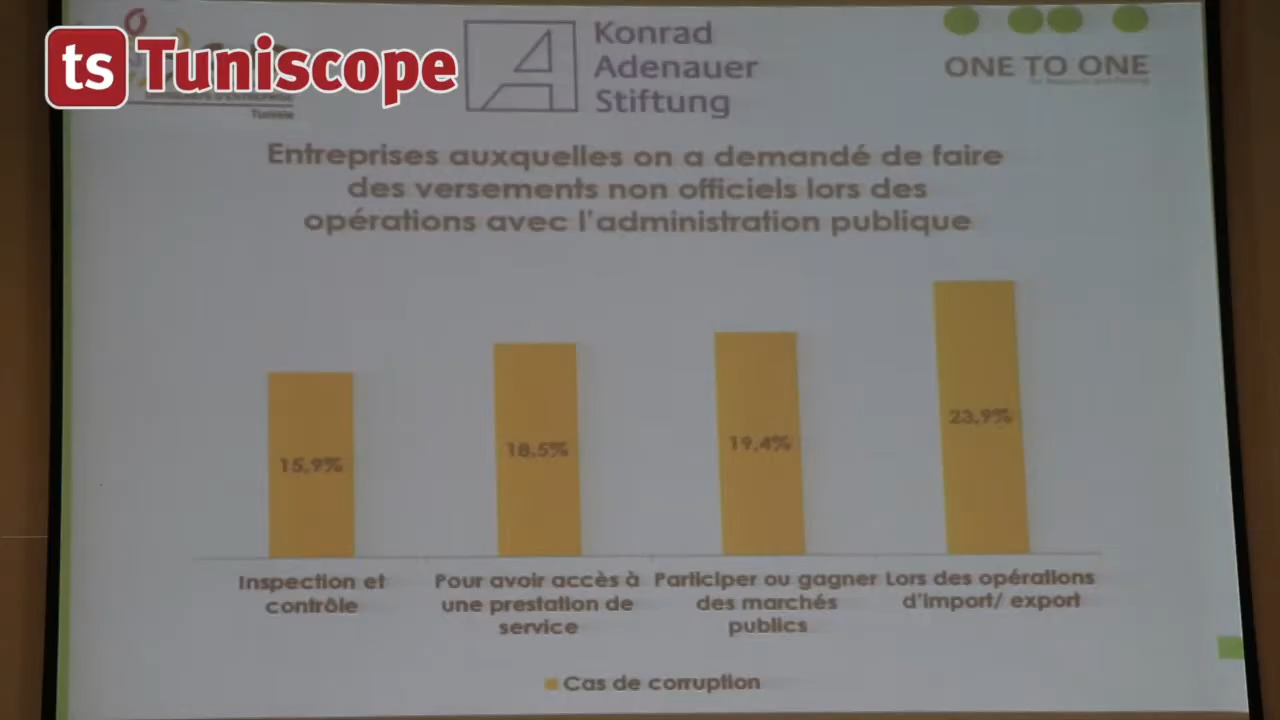 ts Tuniscope
Konrad
Adenauer
Stiftung
ONE TO ONE
Tunisie
Entreprises auxquelles on a demandé de faire
des versements non officiels lors des
opérations avec l'administration publique
15,9%
18,5%
19,4%
23,9%
Inspection et
contrôle
Pour avoir accès à
une prestation de
service
Participer ou gagner
des marchés
publics
Lors des opérations
d'import/ export
Cas de corruption